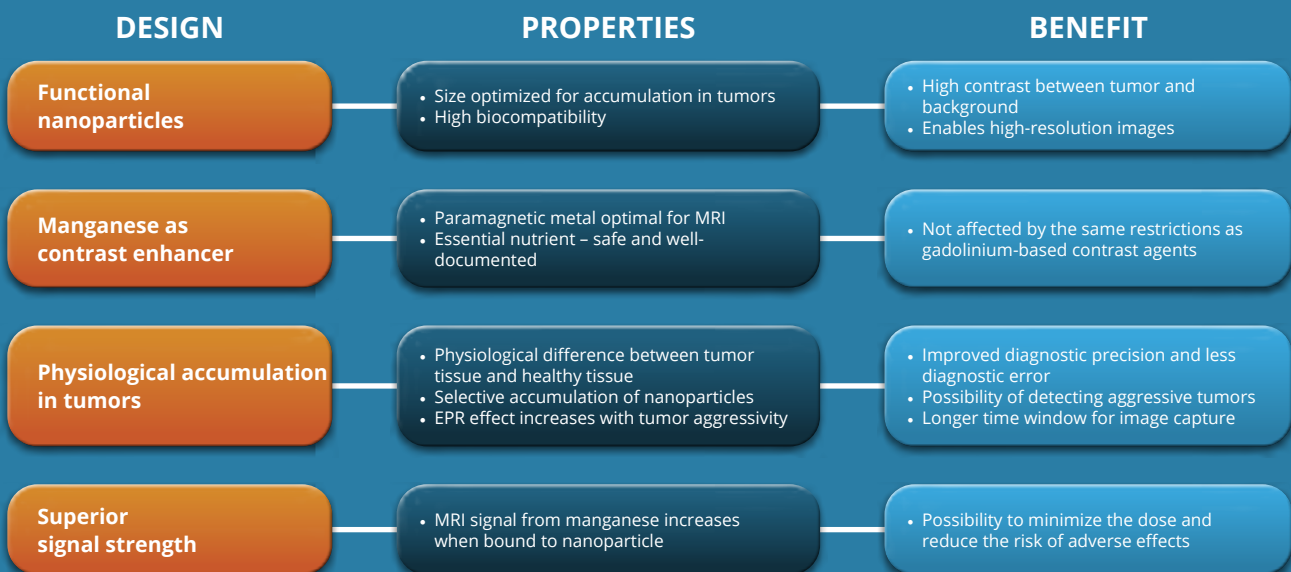 DESIGN
PROPERTIES
BENEFIT
Functional
nanoparticles
• Size optimized for accumulation in tumors
• High biocompatibility
• High contrast between tumor and
background
• Enables high-resolution images
Manganese as
contrast enhancer
• Paramagnetic metal optimal for MRI
• Essential nutrient – safe and well-
documented
• Not affected by the same restrictions as
gadolinium-based contrast agents
Physiological accumulation
in tumors
• Physiological difference between tumor
tissue and healthy tissue
• Selective accumulation of nanoparticles
• EPR effect increases with tumor aggressivity
• Improved diagnostic precision and less
diagnostic error
• Possibility of detecting aggressive tumors
• Longer time window for image capture
Superior
signal strength
• MRI signal from manganese increases
when bound to nanoparticle
• Possibility to minimize the dose and
reduce the risk of adverse effects